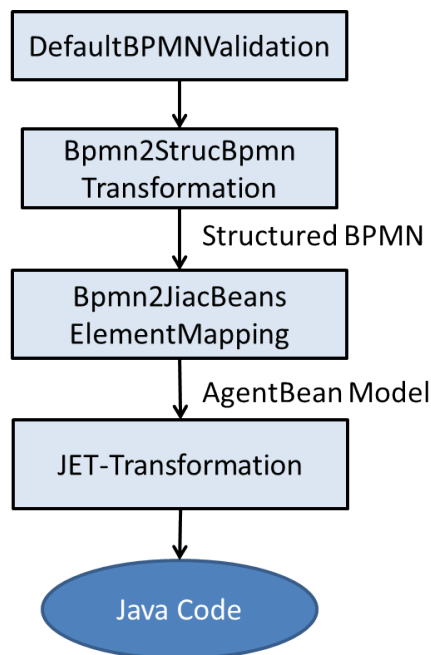 DefaultBPMNValidation
Bpmn2StrucBpmn
Transformation
Structured BPMN
Bpmn2JiacBeans
ElementMapping
AgentBean Model
JET-Transformation
Java Code